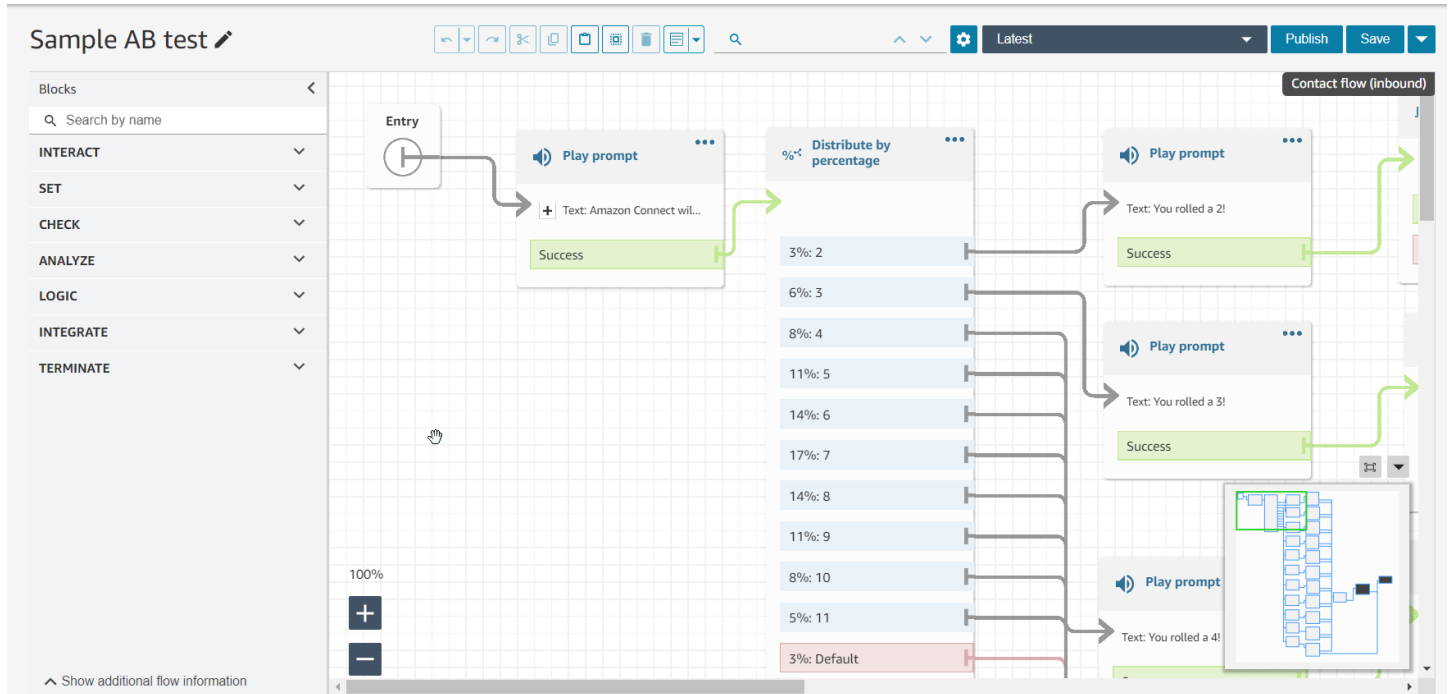 Sample AB test
Latest
Publish
Save
Contact flow (inbound)
Blocks
Search by name
INTERACT
SET
CHECK
ANALYZE
LOGIC
INTEGRATE
TERMINATE
Show additional flow information
100%
Entry
Play prompt
Text: Amazon Connect wil...
Success
Distribute by
percentage
3%: 2
6%: 3
8%: 4
11%: 5
14%: 6
17%: 7
14%: 8
11%: 9
8%: 10
5%: 11
3%: Default
Play prompt
Text: You rolled a 2!
Success
Play prompt
Text: You rolled a 3!
Success
Play prompt
Text: You rolled a 4!